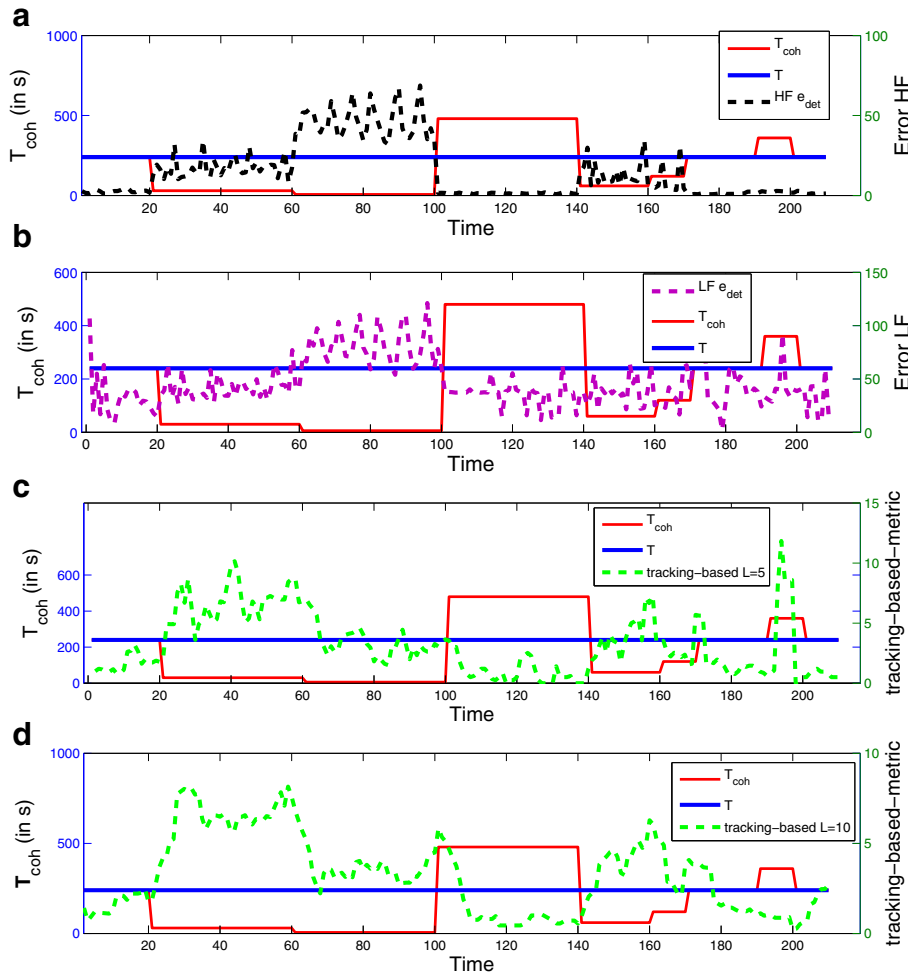 a
1000
500
0
T_coh (in s)
100
50
0
Error HF
T_coh
T
HF e_det
20 40 60 80 100 120 140 160 180 200
Time
b
600
400
200
0
T_coh (in s)
150
100
50
0
Error LF
LF e_det
T_coh
T
0 20 40 60 80 100 120 140 160 180 200
Time
c
600
400
200
0
T_coh (in s)
15
10
5
0
tracking-based-metric
T_coh
T
tracking-based L=5
0 20 40 60 80 100 120 140 160 180 200
Time
d
1000
500
0
T_coh (in s)
10
5
0
tracking-based-metric
T_coh
T
tracking-based L=10
20 40 60 80 100 120 140 160 180 200
Time